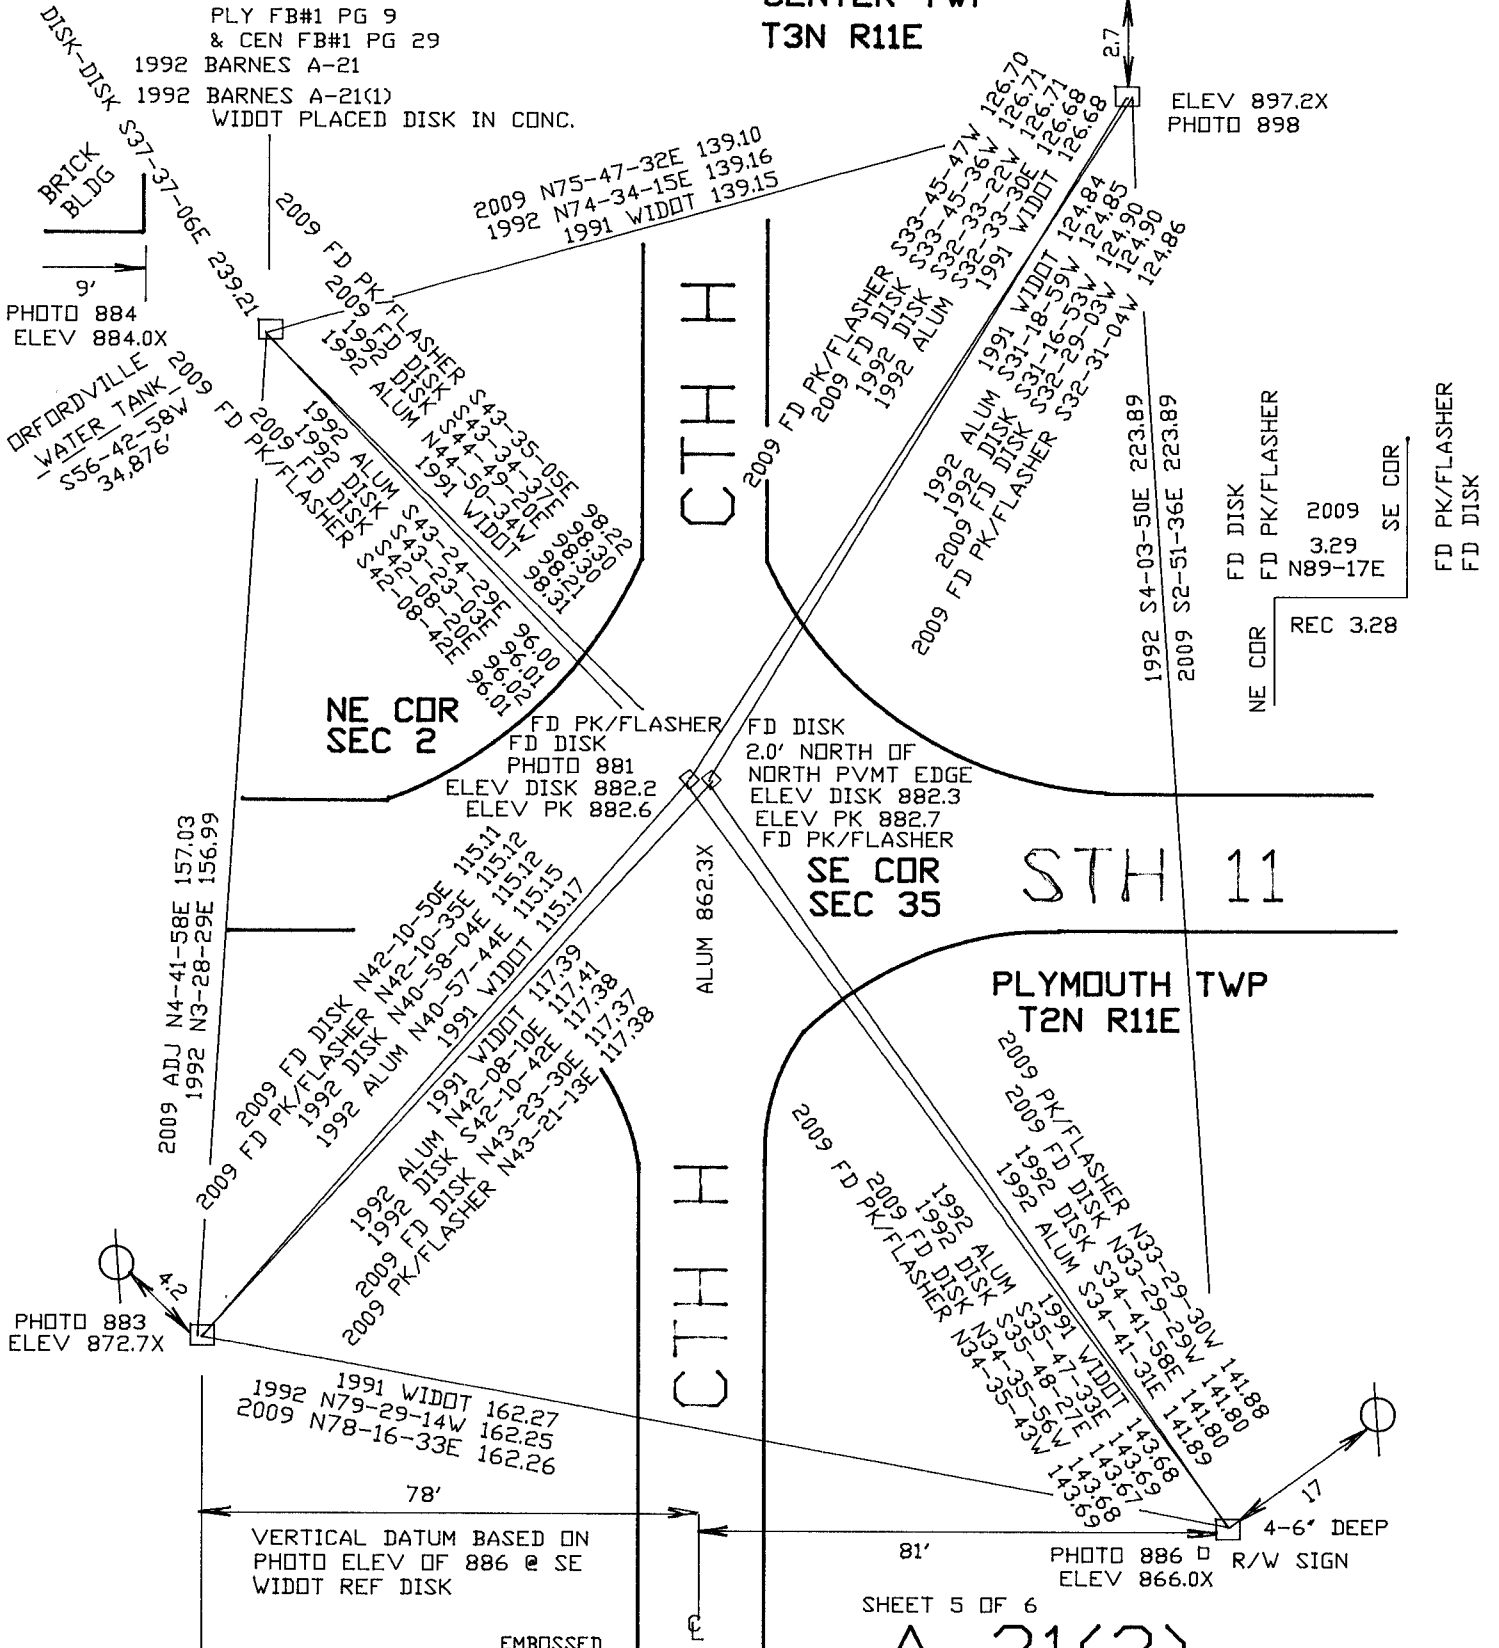 PLY FB#1 PG 9
& CEN FB#1 PG 29
1992 BARNES A-21
1992 BARNES A-21(1)
WIDOT PLACED DISK IN CONC.
T3N R11E
2.7
ELEV 897.2X
PHOTO 898
DISK-DISK S37-37-06E 239.21
BRICK
BLDG
9'
PHOTO 884
ELEV 884.0X
ORFORDVILLE
WATER TANK
S56-42-58W
34,876'
2009 N75-47-32E 139.10
1992 N74-34-15E 139.16
1991 WIDOT 139.15
2009 FD PK/FLASHER S43-35-05E 98.22
2009 FD DISK S43-34-37E 98.30
1992 DISK S44-49-20E 98.30
1992 ALUM N44-50-34W 98.21
1991 WIDOT 98.31
1992 ALUM S43-24-29E 96.00
1992 DISK S43-23-03E 96.01
2009 FD DISK S42-08-20E 96.02
2009 FD PK/FLASHER S42-08-42E 96.01
2009 FD PK/FLASHER S33-45-47W 126.70
2009 FD DISK S33-45-36W 126.71
1992 DISK S32-33-22W 126.71
1992 ALUM S32-33-30E 126.68
1991 WIDOT 126.68
1991 WIDOT 124.84
1992 ALUM S31-18-59W 124.85
1992 DISK S31-16-53W 124.90
2009 FD DISK S32-29-03W 124.90
2009 FD PK/FLASHER S32-31-04W 124.86
CTH H
1992 S4-03-50E 223.89
2009 S2-51-36E 223.89
FD DISK
FD PK/FLASHER
2009
3.29
N89-17E
SE COR
FD PK/FLASHER
FD DISK
NE COR
REC 3.28
NE COR
SEC 2
FD PK/FLASHER
FD DISK
PHOTO 881
ELEV DISK 882.2
ELEV PK 882.6
FD DISK
2.0' NORTH OF
NORTH PVMT EDGE
ELEV DISK 882.3
ELEV PK 882.7
FD PK/FLASHER
SE COR
SEC 35
ALUM 862.3X
STH 11
PLYMOUTH TWP
T2N R11E
2009 ADJ N4-41-58E 157.03
1992 N3-28-29E 156.99
2009 FD DISK N42-10-50E 115.11
2009 FD PK/FLASHER N42-10-35E 115.12
1992 DISK N40-58-04E 115.12
1992 ALUM N40-57-44E 115.15
1991 WIDOT 115.17
1991 WIDOT 117.39
1992 ALUM N42-08-10E 117.41
1992 DISK S42-10-42E 117.38
2009 FD DISK N43-23-30E 117.37
2009 PK/FLASHER N43-21-13E 117.38
2009 PK/FLASHER N33-29-30W 141.88
2009 FD DISK N33-29-29W 141.80
1992 DISK S34-41-58E 141.80
1992 ALUM S34-41-31E 141.89
1991 WIDOT 143.68
1992 ALUM S35-47-33E 143.69
1992 DISK S35-48-27E 143.67
2009 FD DISK N34-35-56W 143.68
2009 FD PK/FLASHER N34-35-43W 143.69
CTH H
4.2
PHOTO 883
ELEV 872.7X
1991 WIDOT 162.27
1992 N79-29-14W 162.25
2009 N78-16-33E 162.26
78'
81'
17
4-6" DEEP
R/W SIGN
PHOTO 886
ELEV 866.0X
VERTICAL DATUM BASED ON
PHOTO ELEV OF 886 @ SE
WIDOT REF DISK
SHEET 5 OF 6
A-21(2)
EMBOSSED